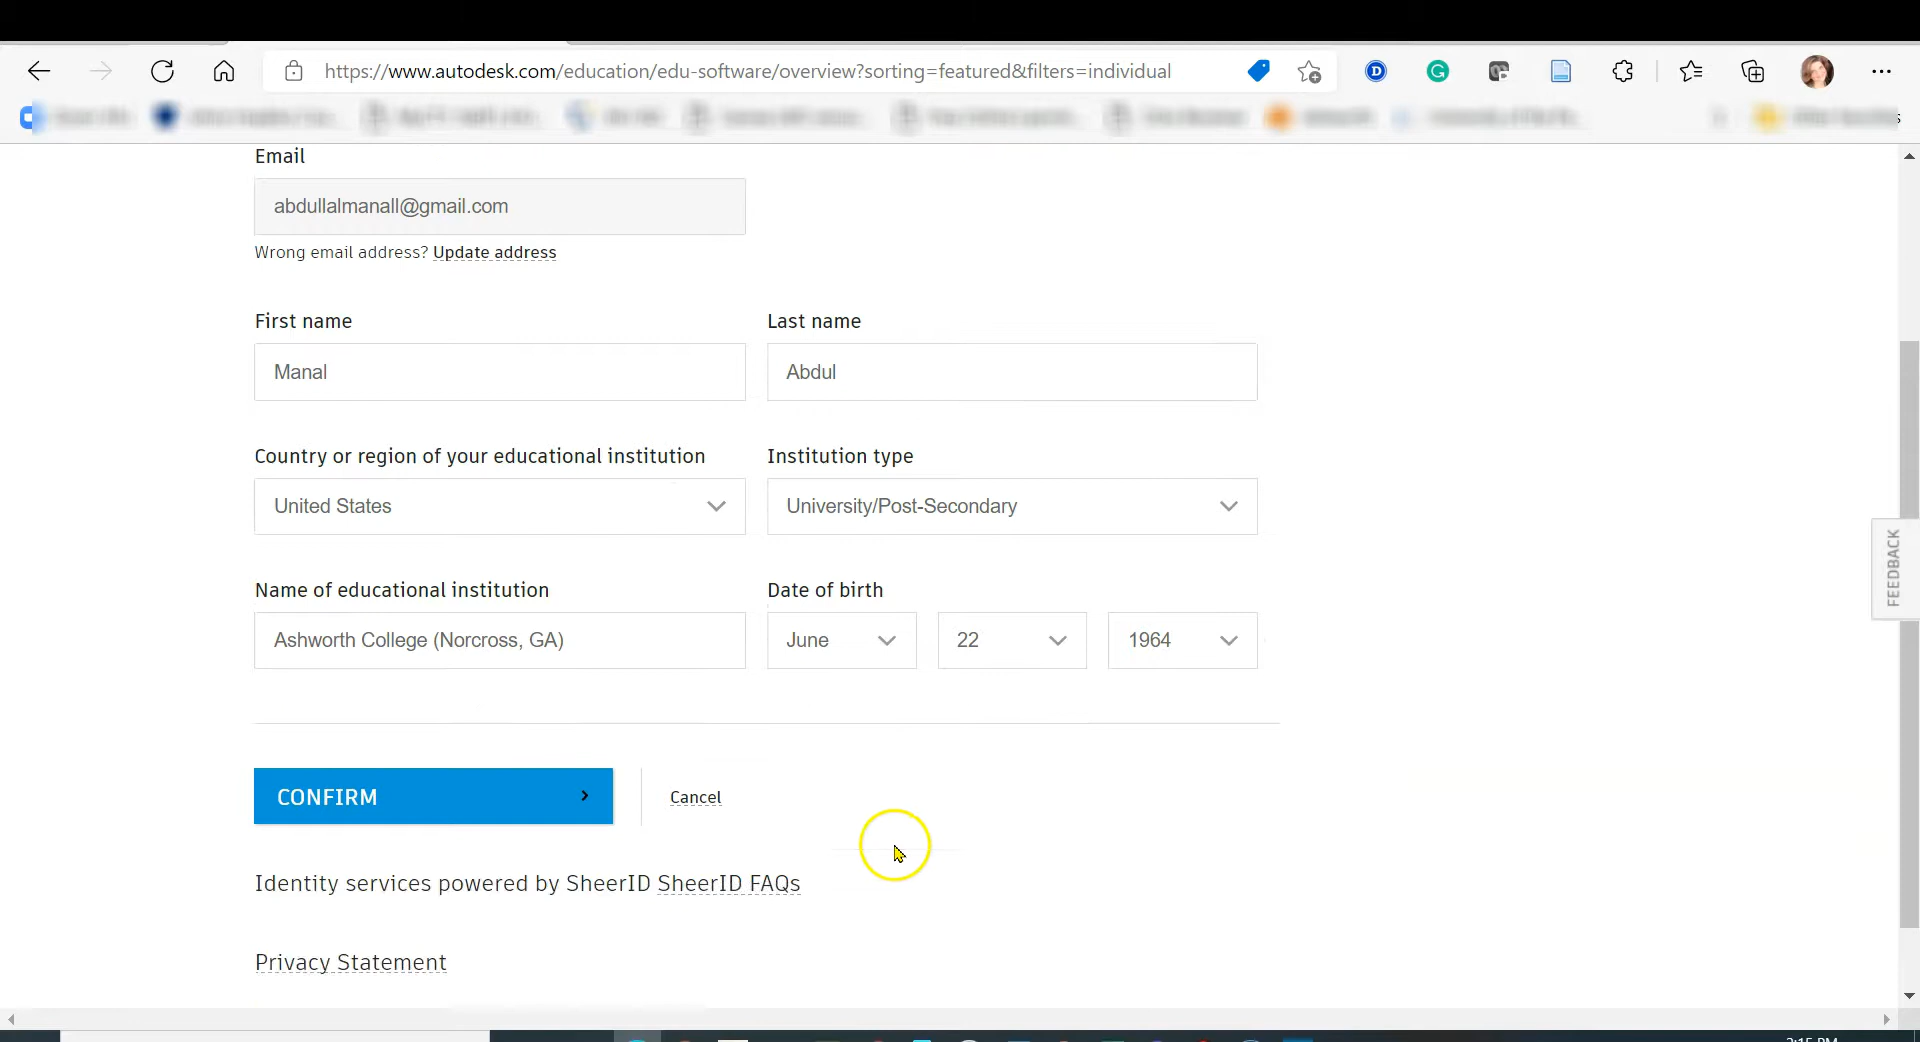 https://www.autodesk.com/education/edu-software/overview?sorting=featured&filters=individual
Email
abdullalmanall@gmail.com
Wrong email address? Update address
First name
Last name
Manal
Abdul
Country or region of your educational institution
Institution type
United States
University/Post-Secondary
Name of educational institution
Date of birth
Ashworth College (Norcross, GA)
June
22
1964
FEEDBACK
CONFIRM
Cancel
Identity services powered by SheerID SheerID FAQs
Privacy Statement